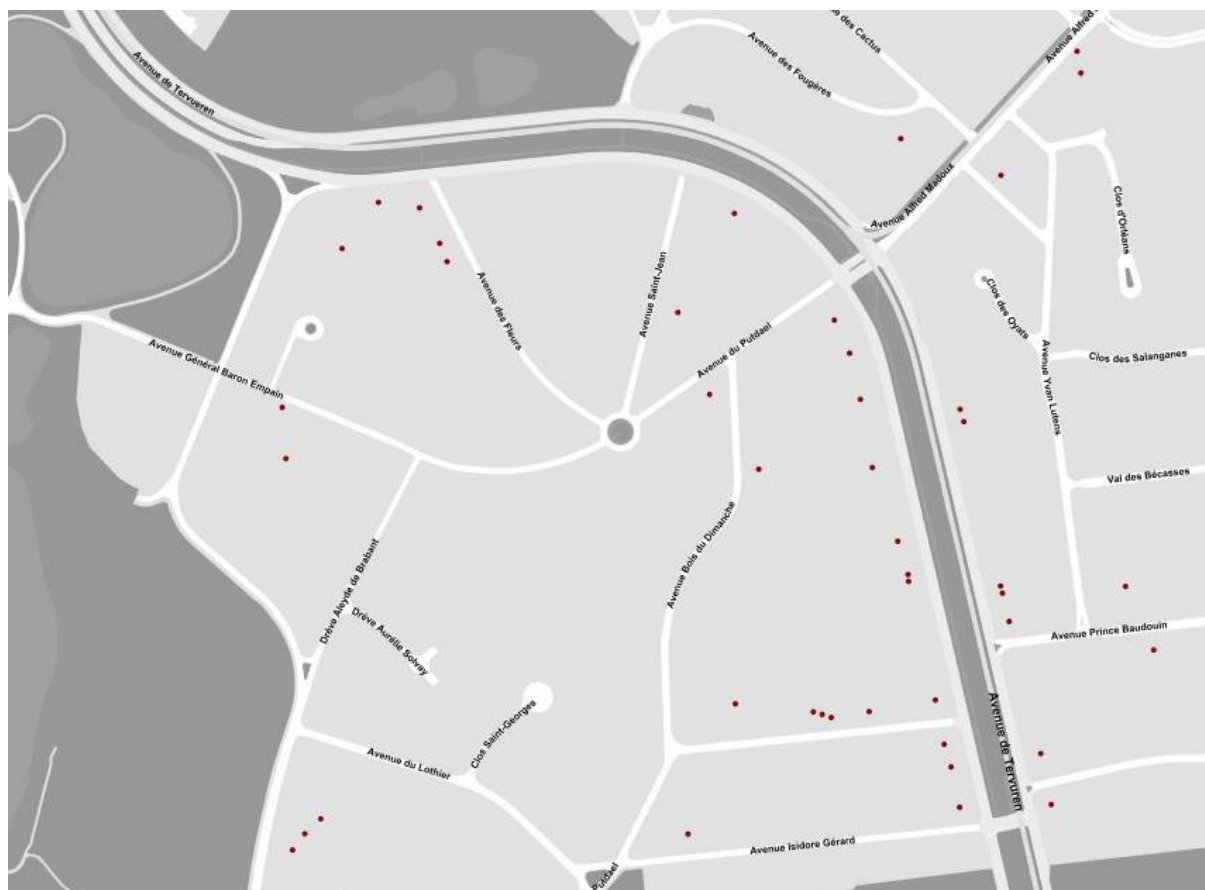 des Cactus
Avenue Alfred
Avenue des Fougères
Avenue de Tervueren
Avenue Alfred Madoux
Clos d'Orléans
Avenue Saint-Jean
Avenue des Fleurs
Clos des Oyats
Avenue du Putdael
Avenue Général Baron Empain
Clos des Salanganes
Avenue Yvan Lutens
Val des Bécasses
Avenue Bois du Dimanche
Drève Aleyde de Brabant
Drève Aurélie Solvay
Avenue Prince Baudouin
Clos Saint-Georges
Avenue de Tervuren
Avenue du Lothier
Avenue Isidore Gérard
Putdael